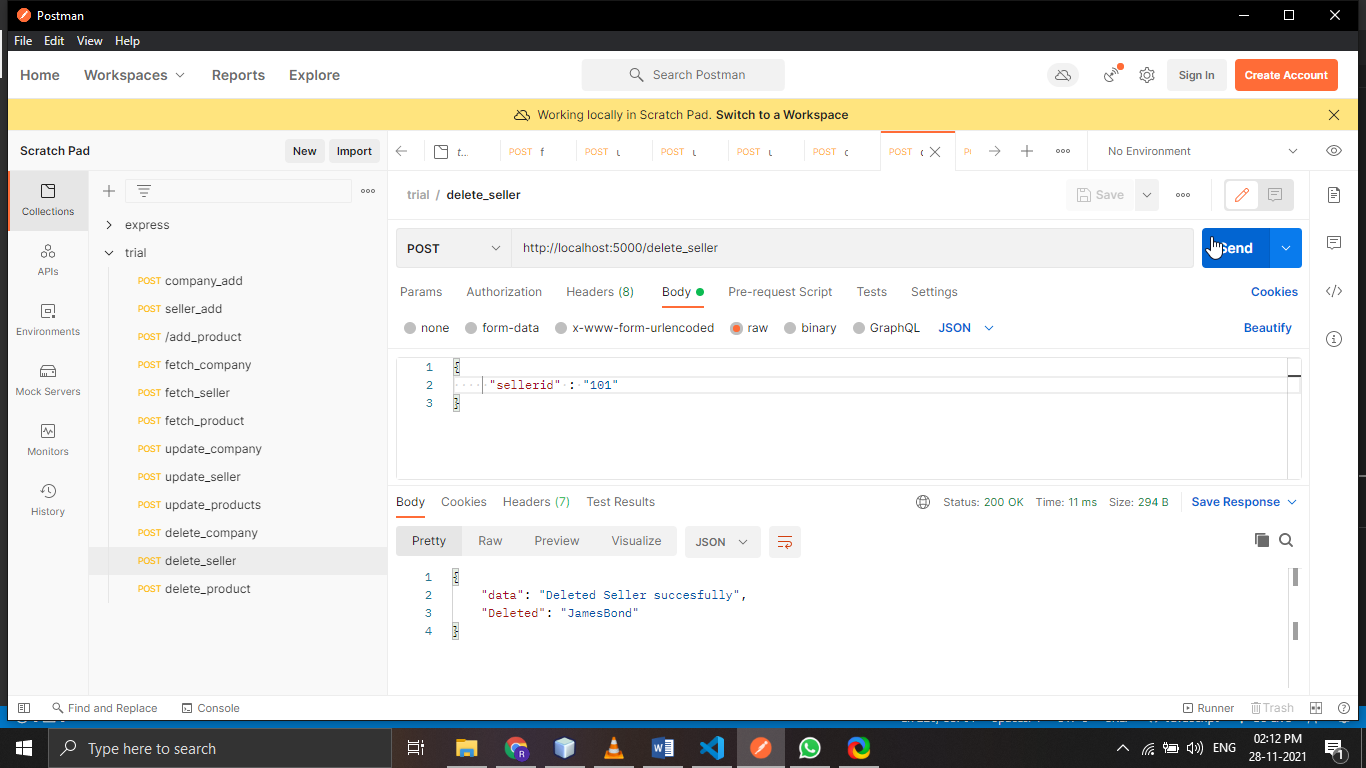 Postman
File Edit View Help
Home Workspaces Reports Explore Search Postman Sign In Create Account
Working locally in Scratch Pad. Switch to a Workspace
Scratch Pad New Import
t... POST f POST u POST u POST u POST c POST No Environment
Collections
APIs
Environments
Mock Servers
Monitors
History
express
trial
POST company_add
POST seller_add
POST /add_product
POST fetch_company
POST fetch_seller
POST fetch_product
POST update_company
POST update_seller
POST update_products
POST delete_company
POST delete_seller
POST delete_product
trial / delete_seller Save
POST http://localhost:5000/delete_seller Send
Params Authorization Headers (8) Body Pre-request Script Tests Settings Cookies
none form-data x-www-form-urlencoded raw binary GraphQL JSON Beautify
1 {
2 "sellerid" : "101"
3 }
Body Cookies Headers (7) Test Results Status: 200 OK Time: 11 ms Size: 294 B Save Response
Pretty Raw Preview Visualize JSON
1 {
2 "data": "Deleted Seller succesfully",
3 "Deleted": "JamesBond"
4 }
Find and Replace Console Runner Trash
Type here to search ENG 02:12 PM
28-11-2021
1